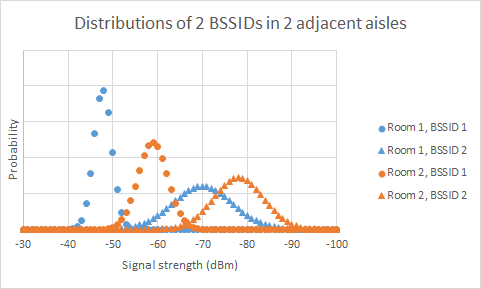 Distributions of 2 BSSIDs in 2 adjacent aisles
Probability
Room 1, BSSID 1
Room 1, BSSID 2
Room 2, BSSID 1
Room 2, BSSID 2
-30 -40 -50 -60 -70 -80 -90 -100
Signal strength (dBm)